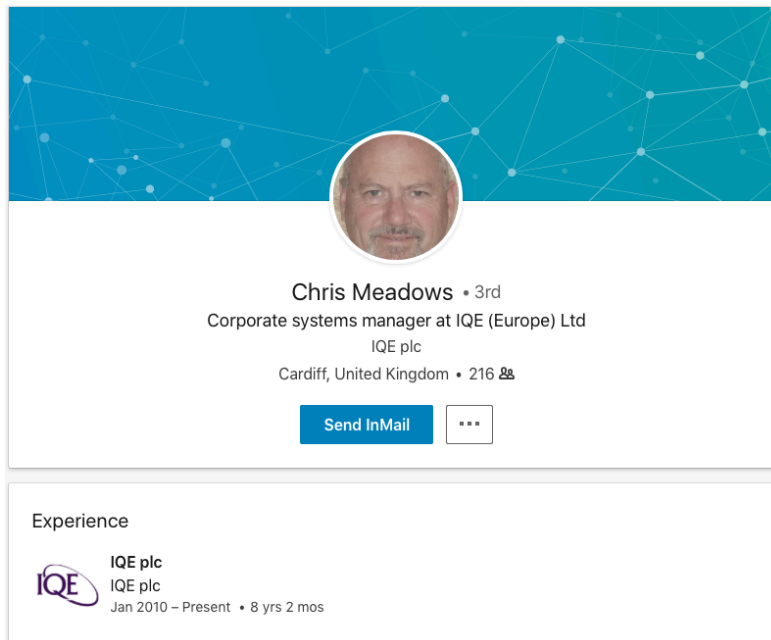 Chris Meadows • 3rd
Corporate systems manager at IQE (Europe) Ltd
IQE plc
Cardiff, United Kingdom • 216
Send InMail
Experience
IQE
IQE plc
IQE plc
Jan 2010 – Present • 8 yrs 2 mos